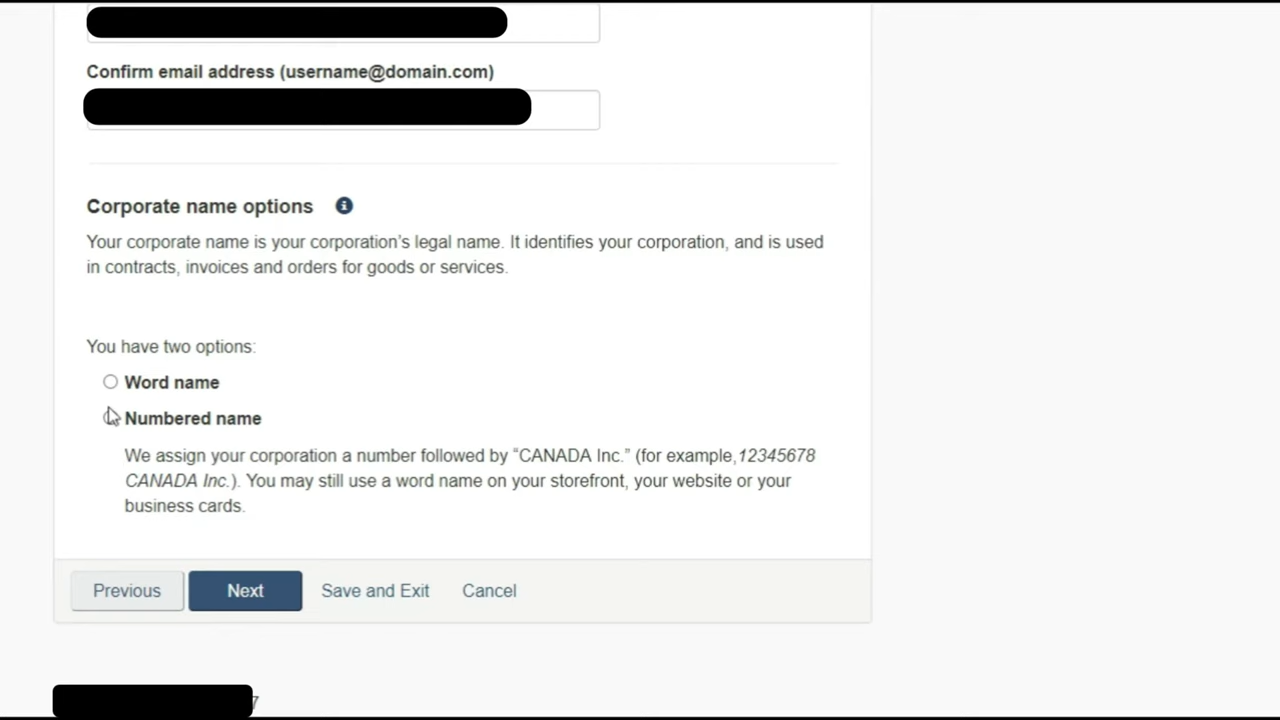 Confirm email address (username@domain.com)
Corporate name options
Your corporate name is your corporation's legal name. It identifies your corporation, and is used
in contracts, invoices and orders for goods or services.
You have two options:
Word name
Numbered name
We assign your corporation a number followed by “CANADA Inc.” (for example,12345678
CANADA Inc.). You may still use a word name on your storefront, your website or your
business cards.
Previous Next Save and Exit Cancel
7